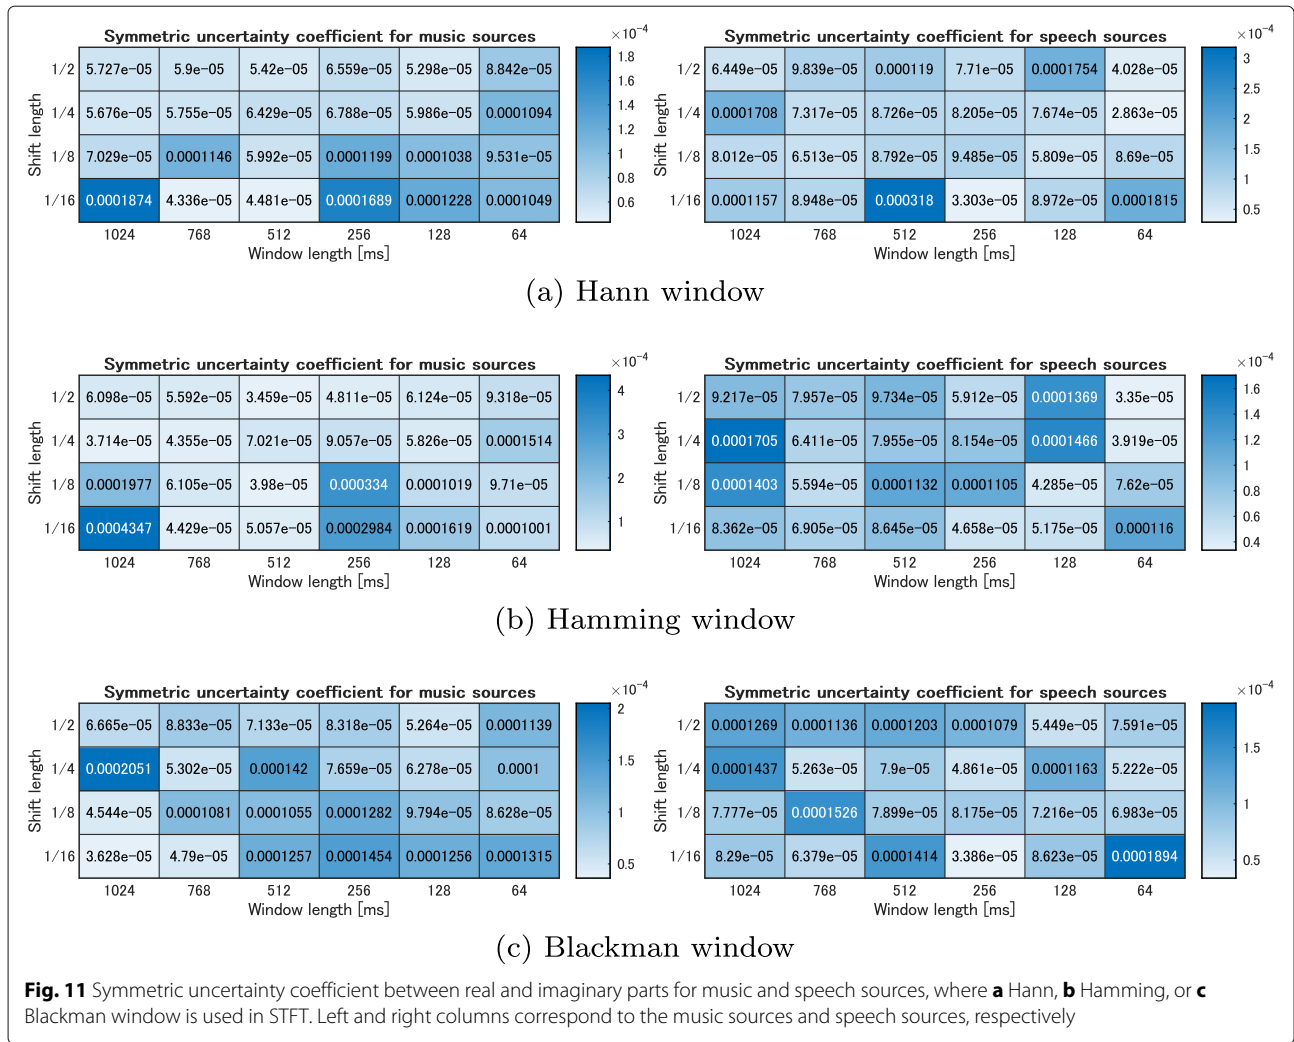 Symmetric uncertainty coefficient for music sources
×10⁻⁴
Shift length
1/2 5.727e-05 5.9e-05 5.42e-05 6.559e-05 5.298e-05 8.842e-05
1/4 5.676e-05 5.755e-05 6.429e-05 6.788e-05 5.986e-05 0.0001094
1/8 7.029e-05 0.0001146 5.992e-05 0.0001199 0.0001038 9.531e-05
1/16 0.0001874 4.336e-05 4.481e-05 0.0001689 0.0001228 0.0001049
1024 768 512 256 128 64
Window length [ms]
1.8
1.6
1.4
1.2
1
0.8
0.6
Symmetric uncertainty coefficient for speech sources
×10⁻⁴
Shift length
1/2 6.449e-05 9.839e-05 0.000119 7.71e-05 0.0001754 4.028e-05
1/4 0.0001708 7.317e-05 8.726e-05 8.205e-05 7.674e-05 2.863e-05
1/8 8.012e-05 6.513e-05 8.792e-05 9.485e-05 5.809e-05 8.69e-05
1/16 0.0001157 8.948e-05 0.000318 3.303e-05 8.972e-05 0.0001815
1024 768 512 256 128 64
Window length [ms]
3
2.5
2
1.5
1
0.5
(a) Hann window
Symmetric uncertainty coefficient for music sources
×10⁻⁴
Shift length
1/2 6.098e-05 5.592e-05 3.459e-05 4.811e-05 6.124e-05 9.318e-05
1/4 3.714e-05 4.355e-05 7.021e-05 9.057e-05 5.826e-05 0.0001514
1/8 0.0001977 6.105e-05 3.98e-05 0.000334 0.0001019 9.71e-05
1/16 0.0004347 4.429e-05 5.057e-05 0.0002984 0.0001619 0.0001001
1024 768 512 256 128 64
Window length [ms]
4
3
2
1
Symmetric uncertainty coefficient for speech sources
×10⁻⁴
Shift length
1/2 9.217e-05 7.957e-05 9.734e-05 5.912e-05 0.0001369 3.35e-05
1/4 0.0001705 6.411e-05 7.955e-05 8.154e-05 0.0001466 3.919e-05
1/8 0.0001403 5.594e-05 0.0001132 0.0001105 4.285e-05 7.62e-05
1/16 8.362e-05 6.905e-05 8.645e-05 4.658e-05 5.175e-05 0.000116
1024 768 512 256 128 64
Window length [ms]
1.6
1.4
1.2
1
0.8
0.6
0.4
(b) Hamming window
Symmetric uncertainty coefficient for music sources
×10⁻⁴
Shift length
1/2 6.665e-05 8.833e-05 7.133e-05 8.318e-05 5.264e-05 0.0001139
1/4 0.0002051 5.302e-05 0.000142 7.659e-05 6.278e-05 0.0001
1/8 4.544e-05 0.0001081 0.0001055 0.0001282 9.794e-05 8.628e-05
1/16 3.628e-05 4.79e-05 0.0001257 0.0001454 0.0001256 0.0001315
1024 768 512 256 128 64
Window length [ms]
2
1.5
1
0.5
Symmetric uncertainty coefficient for speech sources
×10⁻⁴
Shift length
1/2 0.0001269 0.0001136 0.0001203 0.0001079 5.449e-05 7.591e-05
1/4 0.0001437 5.263e-05 7.9e-05 4.861e-05 0.0001163 5.222e-05
1/8 7.777e-05 0.0001526 7.899e-05 8.175e-05 7.216e-05 6.983e-05
1/16 8.29e-05 6.379e-05 0.0001414 3.386e-05 8.623e-05 0.0001894
1024 768 512 256 128 64
Window length [ms]
1.5
1
0.5
(c) Blackman window
Fig. 11 Symmetric uncertainty coefficient between real and imaginary parts for music and speech sources, where a Hann, b Hamming, or c
Blackman window is used in STFT. Left and right columns correspond to the music sources and speech sources, respectively